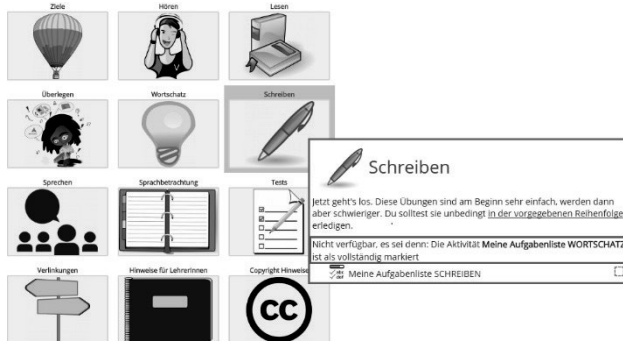 Ziele
Hören
Lesen
Überlegen
Wortschatz
Schreiben
Sprechen
Sprachbetrachtung
Tests
Verlinkungen
Hinweise für LehrerInnen
Copyright Hinweise
cc
Schreiben
Jetzt geht's los. Diese Übungen sind am Beginn sehr einfach, werden dann
aber schwieriger. Du solltest sie unbedingt in der vorgegebenen Reihenfolge
erledigen.
Nicht verfügbar, es sei denn: Die Aktivität Meine Aufgabenliste WORTSCHATZ
ist als vollständig markiert
Meine Aufgabenliste SCHREIBEN